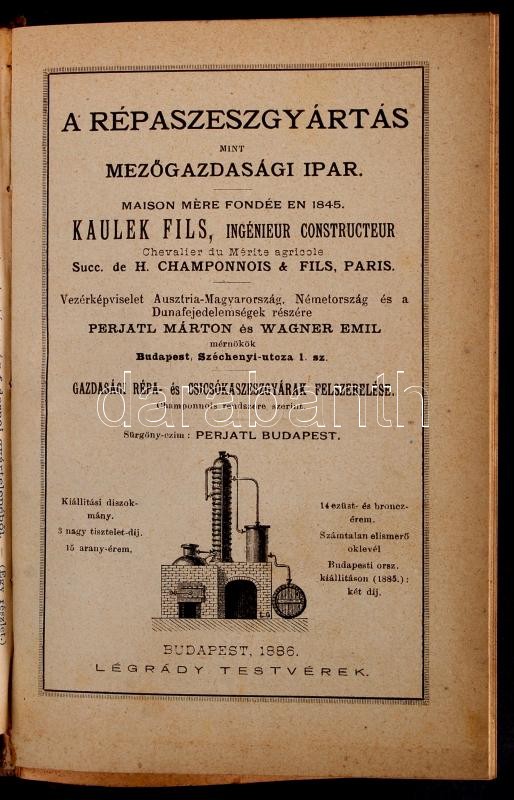 A RÉPASZESZGYÁRTÁS
MINT
MEZŐGAZDASÁGI IPAR.
MAISON MÈRE FONDÉE EN 1845.
KAULEK FILS, INGÉNIEUR CONSTRUCTEUR
Chevalier du Mérite agricole
Succ. de H. CHAMPONNOIS & FILS, PARIS.
Vezérképviselet Ausztria-Magyarország, Németország és a
Dunafejedelemségek részére
PERJATL MÁRTON és WAGNER EMIL
mérnökök
Budapest, Széchenyi-utcza 1. sz.
GAZDASÁGI RÉPA- és CSICSÓKASZESZGYÁRAK FELSZERELÉSE.
Champonnois rendszere szerint.
darabanth
Sürgöny-czim: PERJATL BUDAPEST.
Kiállitási diszok-
mány.
3 nagy tisztelet-dij.
15 arany-érem.
14 ezüst- és broncz-
érem.
Számtalan elismerő
oklevél
Budapesti orsz.
kiállitáson (1885.):
két dij.
BUDAPEST, 1886.
LÉGRÁDY TESTVÉREK.
(Egy részlet.)